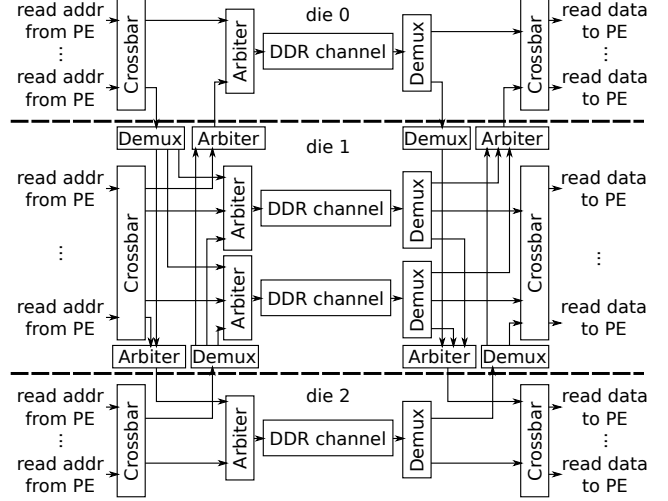 die 0
read addr
from PE
...
read addr
from PE
Crossbar
Arbiter
DDR channel
Demux
Crossbar
read data
to PE
...
read data
to PE
Demux
Arbiter
die 1
Demux
Arbiter
read addr
from PE
...
read addr
from PE
Crossbar
Arbiter
DDR channel
Demux
Arbiter
DDR channel
Demux
Crossbar
read data
to PE
...
read data
to PE
Arbiter
Demux
Arbiter
Demux
die 2
read addr
from PE
...
read addr
from PE
Crossbar
Arbiter
DDR channel
Demux
Crossbar
read data
to PE
...
read data
to PE